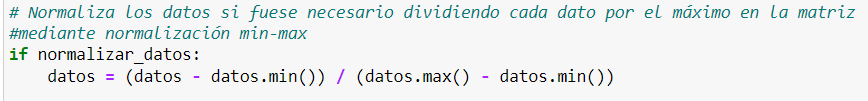 # Normaliza los datos si fuese necesario dividiendo cada dato por el máximo en la matriz
#mediante normalización min-max
if normalizar_datos:
    datos = (datos - datos.min()) / (datos.max() - datos.min())